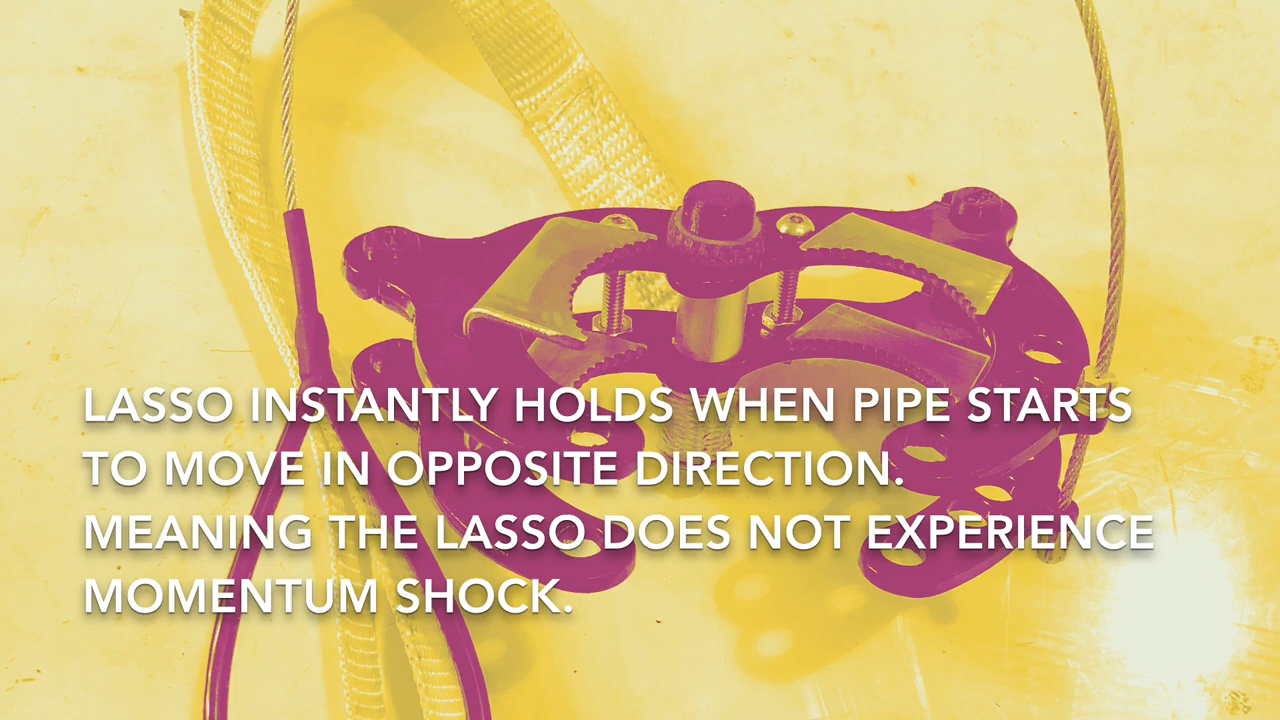 LASSO INSTANTLY HOLDS WHEN PIPE STARTS
TO MOVE IN OPPOSITE DIRECTION.
MEANING THE LASSO DOES NOT EXPERIENCE
MOMENTUM SHOCK.